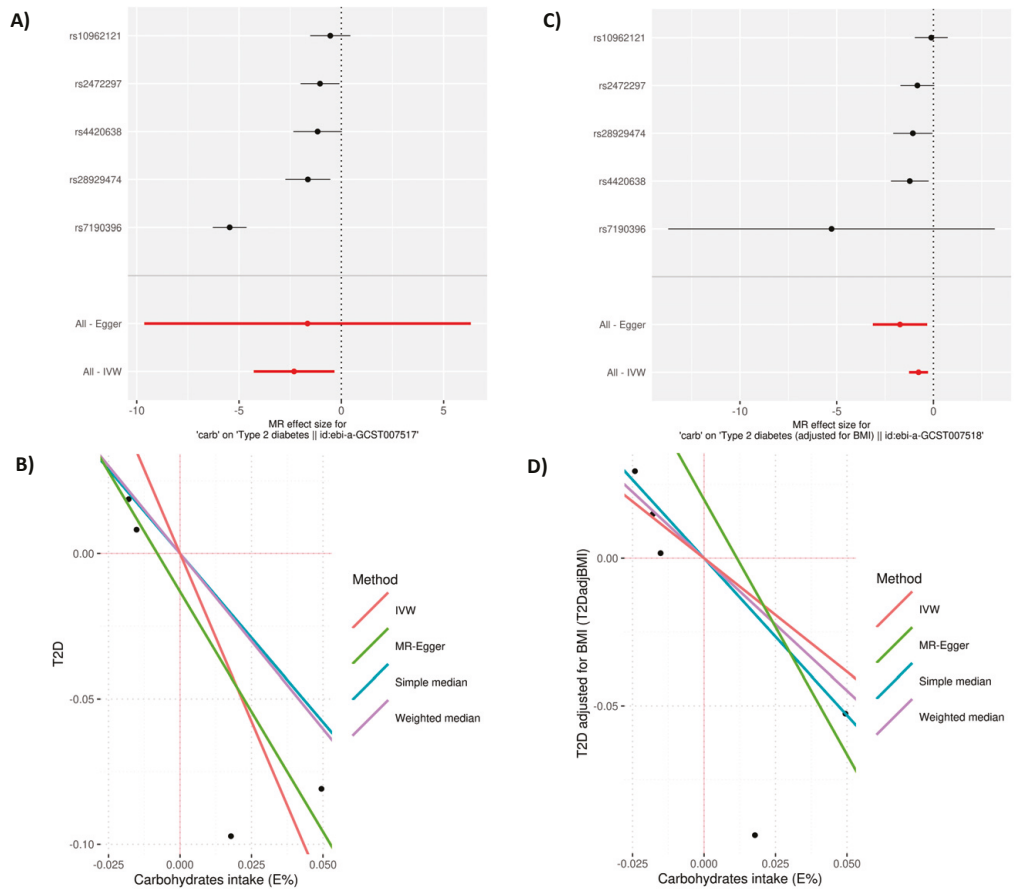 A)
rs10962121
rs2472297
rs4420638
rs28929474
rs7190396
All - Egger
All - IVW
-10 -5 0 5
MR effect size for
'carb' on 'Type 2 diabetes || id:ebi-a-GCST007517'
C)
rs10962121
rs2472297
rs28929474
rs4420638
rs7190396
All - Egger
All - IVW
-10 -5 0
MR effect size for
'carb' on 'Type 2 diabetes (adjusted for BMI) || id:ebi-a-GCST007518'
B)
T2D
0.00
-0.05
-0.10
-0.025 0.000 0.025 0.050
Carbohydrates intake (E%)
Method
IVW
MR-Egger
Simple median
Weighted median
D)
T2D adjusted for BMI (T2DadjBMI)
0.00
-0.05
-0.025 0.000 0.025 0.050
Carbohydrates intake (E%)
Method
IVW
MR-Egger
Simple median
Weighted median